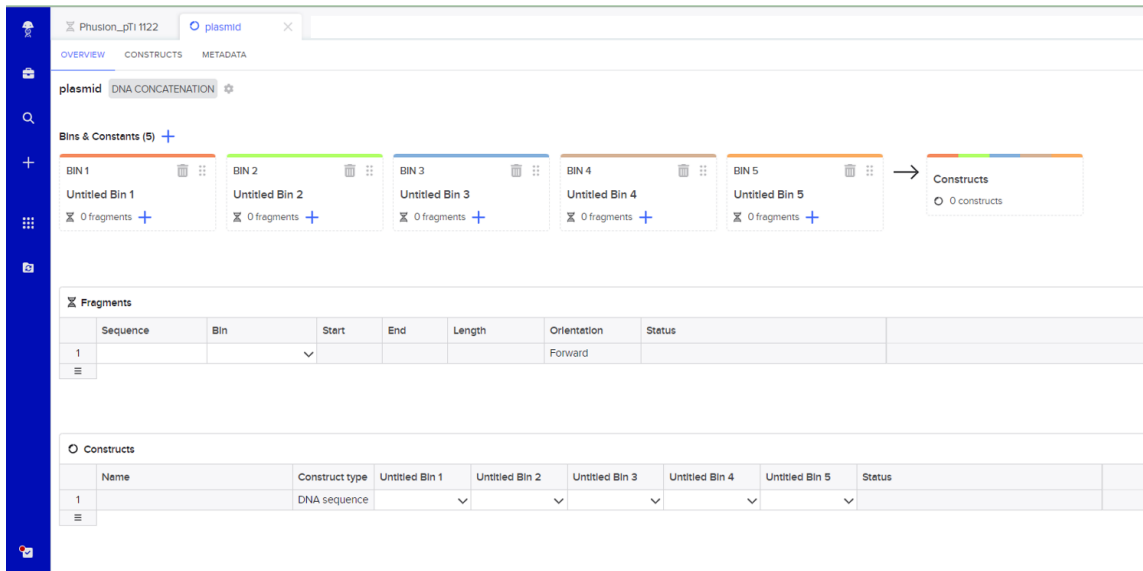 Phusion_pTi 1122 plasmid
OVERVIEW CONSTRUCTS METADATA
plasmid DNA CONCATENATION
Bins & Constants (5)
BIN 1 BIN 2 BIN 3 BIN 4 BIN 5
Untitled Bin 1 Untitled Bin 2 Untitled Bin 3 Untitled Bin 4 Untitled Bin 5 Constructs
0 fragments 0 fragments 0 fragments 0 fragments 0 fragments 0 constructs
Fragments
Sequence Bin Start End Length Orientation Status
1 Forward
Constructs
Name Construct type Untitled Bin 1 Untitled Bin 2 Untitled Bin 3 Untitled Bin 4 Untitled Bin 5 Status
1 DNA sequence